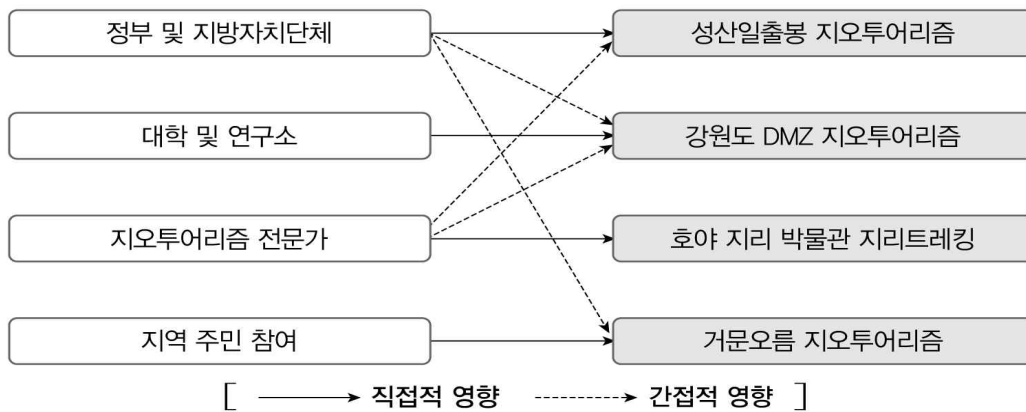 정부 및 지방자치단체
성산일출봉 지오투어리즘
대학 및 연구소
강원도 DMZ 지오투어리즘
지오투어리즘 전문가
호야 지리 박물관 지리트레킹
지역 주민 참여
거문오름 지오투어리즘
[ 직접적 영향 간접적 영향 ]